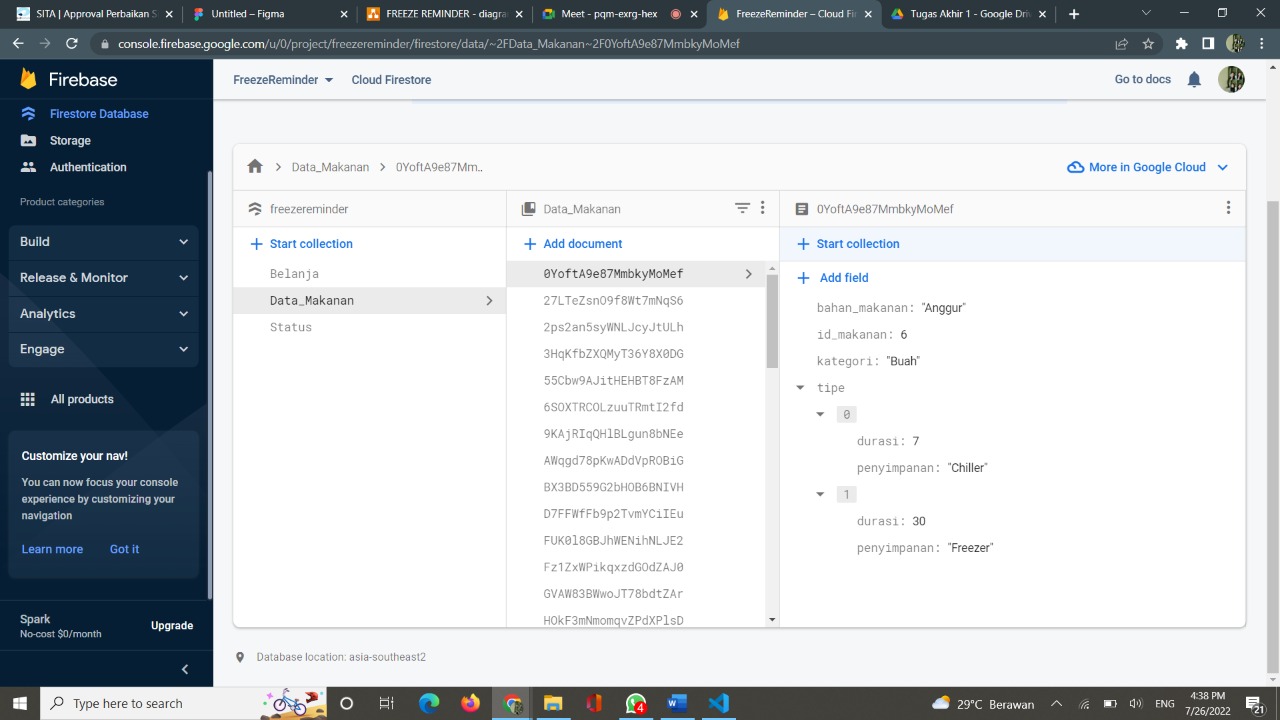 SITA | Approval Perbaikan S
Untitled – Figma
FREEZE REMINDER - diagra
Meet - pqm-exrg-hex
FreezeReminder – Cloud Fi
Tugas Akhir 1 - Google Driv
console.firebase.google.com/u/0/project/freezereminder/firestore/data/~2FData_Makanan~2F0YoftA9e87MmbkyMoMef
Firebase
FreezeReminder
Cloud Firestore
Go to docs
Firestore Database
Storage
Authentication
Product categories
Build
Release & Monitor
Analytics
Engage
All products
Customize your nav!
You can now focus your console
experience by customizing your
navigation
Learn more
Got it
Spark
No-cost $0/month
Upgrade
Data_Makanan
0YoftA9e87Mm..
More in Google Cloud
freezereminder
Start collection
Belanja
Data_Makanan
Status
Data_Makanan
Add document
0YoftA9e87MmbkyMoMef
27LTeZsnO9f8Wt7mNqS6
2ps2an5syWNLJcyJtULh
3HqKfbZXQMyT36Y8X0DG
55Cbw9AJitHEHBT8FzAM
6SOXTRCOLzuuTRmtI2fd
9KAjRIqQHlBLgun8bNEe
AWqgd78pKwADdVpROBiG
BX3BD559G2bHOB6BNIVH
D7FFWfFb9p2TvmYCiIEu
FUK0l8GBJhWENihNLJE2
Fz1ZxWPikqxzdGOdZAJ0
GVAW83BWwoJT78bdtZAr
HOkF3mNmomqvZPdXPlsD
0YoftA9e87MmbkyMoMef
Start collection
Add field
bahan_makanan: "Anggur"
id_makanan: 6
kategori: "Buah"
tipe
0
durasi: 7
penyimpanan: "Chiller"
1
durasi: 30
penyimpanan: "Freezer"
Database location: asia-southeast2
Type here to search
4
29°C Berawan
ENG
4:38 PM
7/26/2022
21